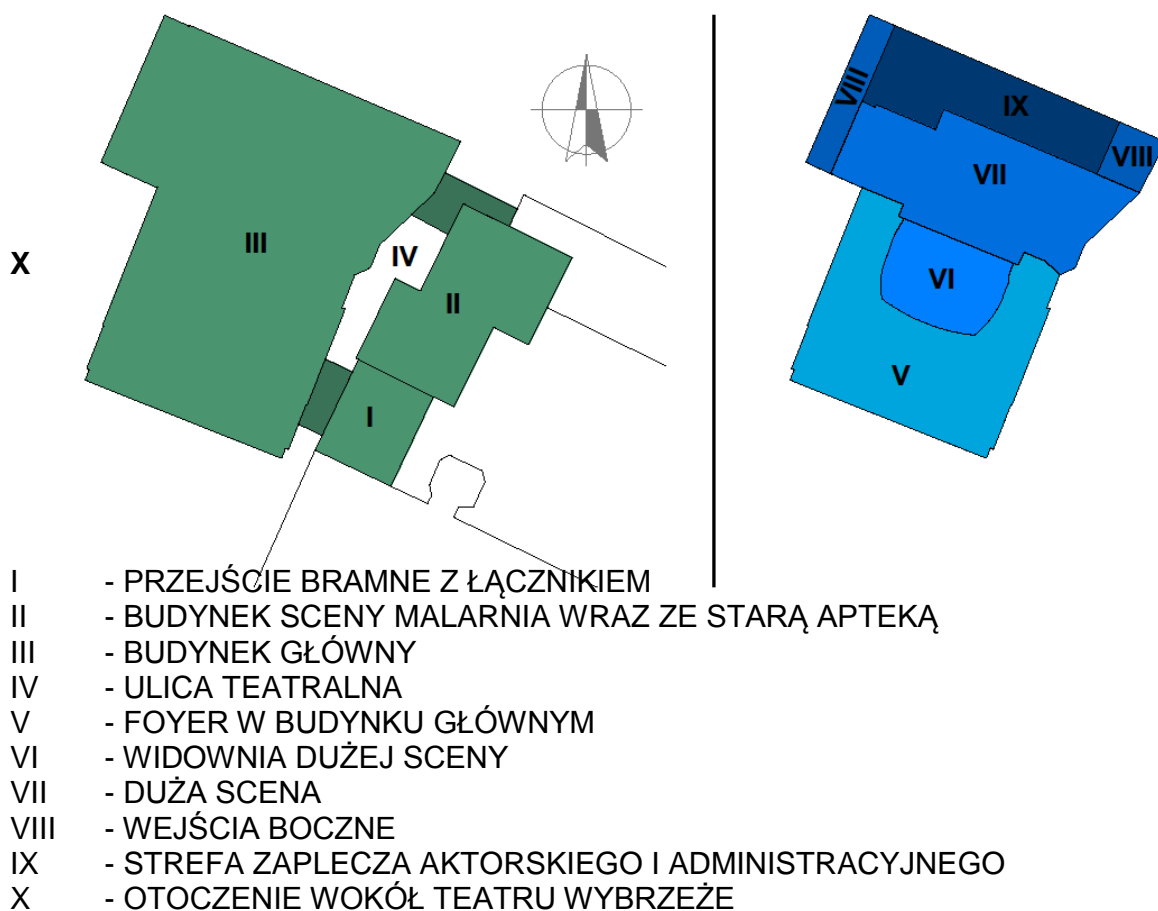 VIII
IX
VIII
VII
III
X
IV
VI
II
V
I
I - PRZEJŚCIE BRAMNE Z ŁĄCZNIKIEM
II - BUDYNEK SCENY MALARNIA WRAZ ZE STARĄ APTEKĄ
III - BUDYNEK GŁÓWNY
IV - ULICA TEATRALNA
V - FOYER W BUDYNKU GŁÓWNYM
VI - WIDOWNIA DUŻEJ SCENY
VII - DUŻA SCENA
VIII - WEJŚCIA BOCZNE
IX - STREFA ZAPLECZA AKTORSKIEGO I ADMINISTRACYJNEGO
X - OTOCZENIE WOKÓŁ TEATRU WYBRZEŻE